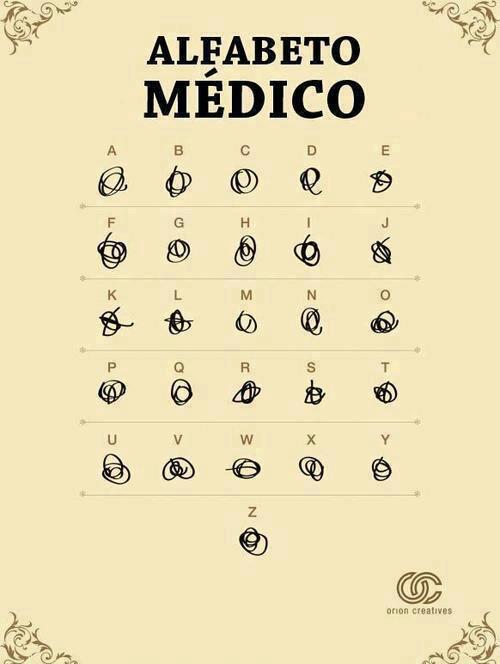 ALFABETO
MÉDICO
A B C D E
F G H I J
K L M N O
P Q R S T
U V W X Y
Z
orion creatives